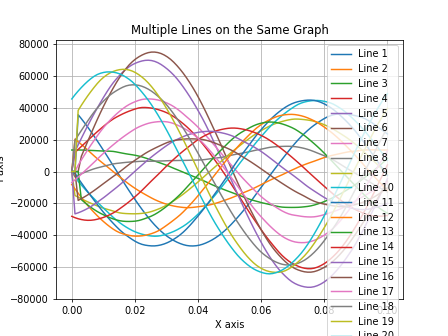 Multiple Lines on the Same Graph
80000
60000
40000
20000
0
−20000
−40000
−60000
−80000
0.00
0.02
0.04
0.06
X axis
Line 1
Line 2
Line 3
Line 4
Line 5
Line 6
Line 7
Line 8
Line 9
Line 10
Line 11
Line 12
Line 13
Line 14
Line 15
Line 16
Line 17
Line 18
Line 19